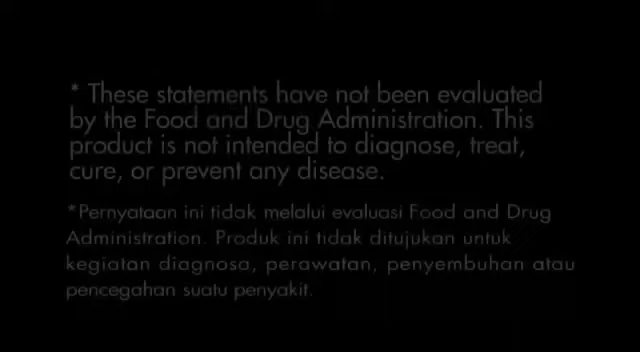 * These statements have not been evaluated
by the Food and Drug Administration. This
product is not intended to diagnose, treat,
cure, or prevent any disease.
*Pernyataan ini tidak melalui evaluasi Food and Drug
Administration. Produk ini tidak ditujukan untuk
kegiatan diagnosa, perawatan, penyembuhan atau
pencegahan suatu penyakit.